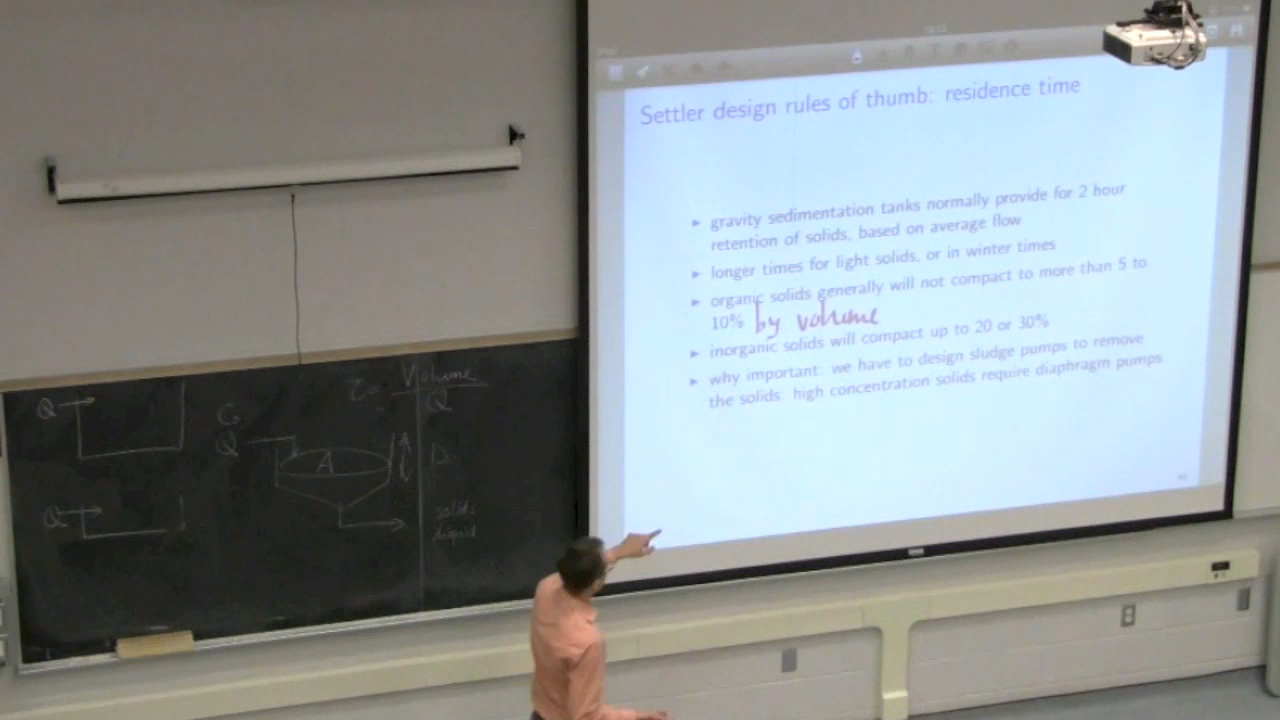 Settler design rules of thumb: residence time
► gravity sedimentation tanks normally provide for 2 hour
retention of solids, based on average flow
► longer times for light solids, or in winter times
► organic solids generally will not compact to more than 5 to
10% by volume
► inorganic solids will compact up to 20 or 30%
► why important: we have to design sludge pumps to remove
the solids: high concentration solids require diaphragm pumps
Q
Q
Q
A
τ = Volume
Q
D
solids
liquid